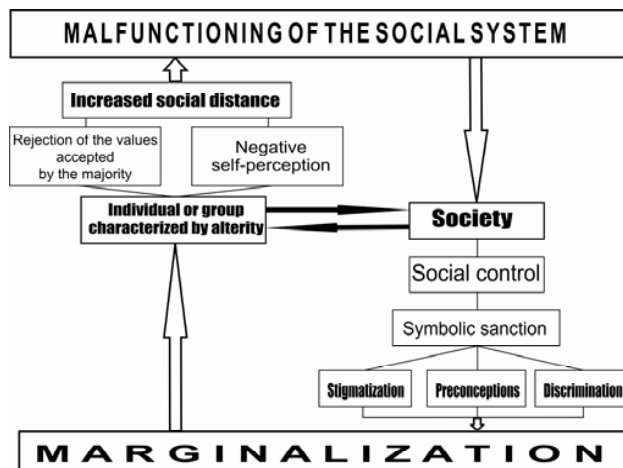 MALFUNCTIONING OF THE SOCIAL SYSTEM
Increased social distance
Rejection of the values
accepted
by the majority
Negative
self-perception
Individual or group
characterized by alterity
Society
Social control
Symbolic sanction
Stigmatization
Preconceptions
Discrimination
MARGINALIZATION